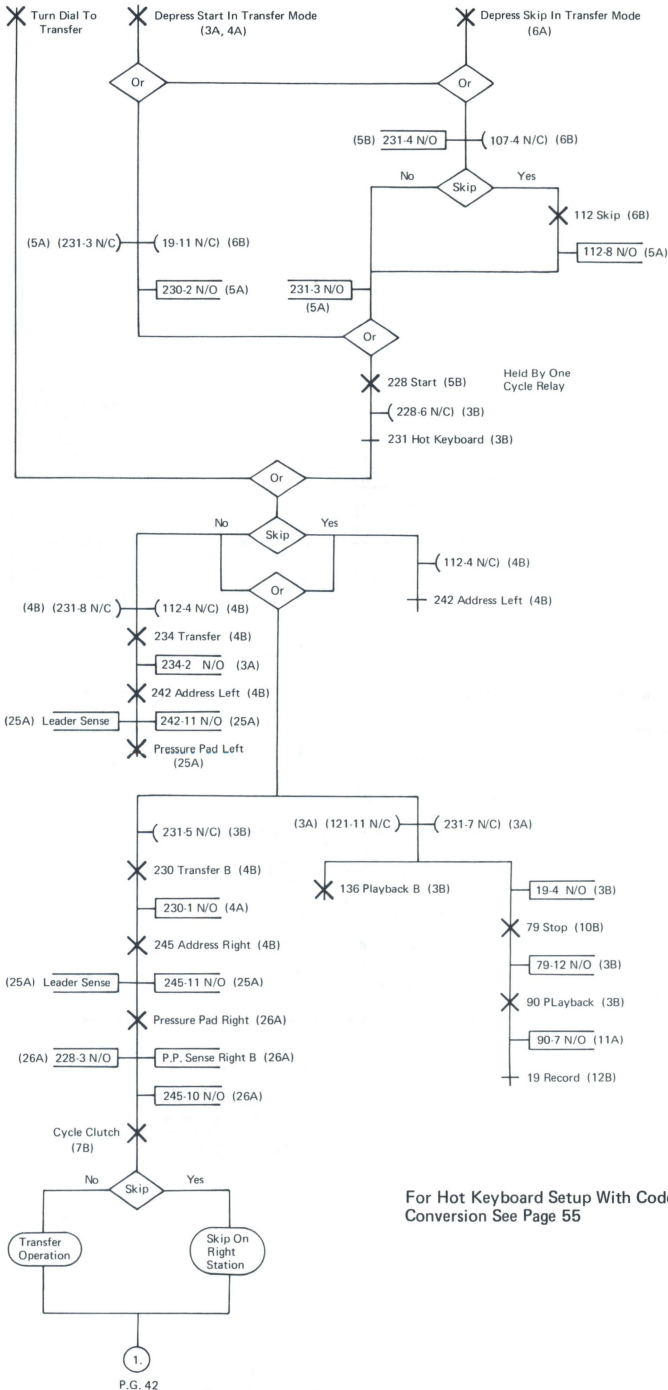 Turn Dial To
Transfer
Depress Start In Transfer Mode
(3A, 4A)
Depress Skip In Transfer Mode
(6A)
Or
Or
(5B) 231-4 N/O
107-4 N/C) (6B)
No
Skip
Yes
112 Skip (6B)
(5A) (231-3 N/C
19-11 N/C) (6B)
112-8 N/O (5A)
230-2 N/O (5A)
231-3 N/O
(5A)
Or
228 Start (5B)
Held By One
Cycle Relay
228-6 N/C) (3B)
231 Hot Keyboard (3B)
Or
No
Skip
Yes
112-4 N/C) (4B)
Or
242 Address Left (4B)
(4B) (231-8 N/C
112-4 N/C) (4B)
234 Transfer (4B)
234-2 N/O (3A)
242 Address Left (4B)
(25A) Leader Sense
242-11 N/O (25A)
Pressure Pad Left
(25A)
231-5 N/C) (3B)
(3A) (121-11 N/C
231-7 N/C) (3A)
230 Transfer B (4B)
136 Playback B (3B)
19-4 N/O (3B)
230-1 N/O (4A)
79 Stop (10B)
245 Address Right (4B)
79-12 N/O (3B)
(25A) Leader Sense
245-11 N/O (25A)
90 PLayback (3B)
Pressure Pad Right (26A)
90-7 N/O (11A)
(26A) 228-3 N/O
P.P. Sense Right B (26A)
19 Record (12B)
245-10 N/O (26A)
Cycle Clutch
(7B)
No
Skip
Yes
For Hot Keyboard Setup With Cod
Conversion See Page 55
Transfer
Operation
Skip On
Right
Station
1.
P.G. 42